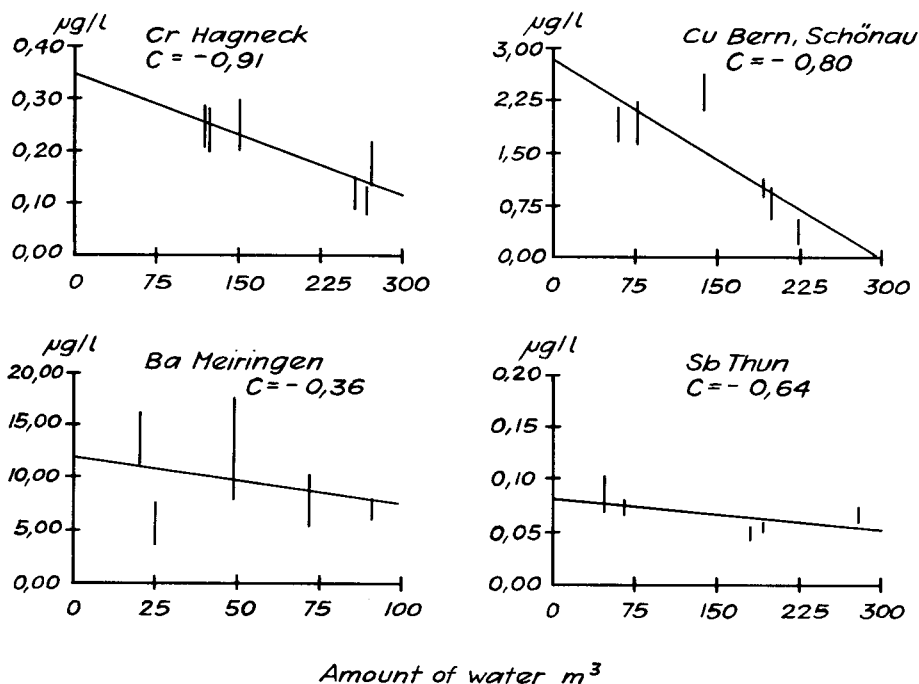 µg/l
Cr Hagneck
C = -0,91
0,40
0,30
0,20
0,10
0,00
0 75 150 225 300
µg/l
Cu Bern, Schönau
C = - 0,80
3,00
2,25
1,50
0,75
0,00
0 75 150 225 300
µg/l
Ba Meiringen
C = - 0,36
20,00
15,00
10,00
5,00
0,00
0 25 50 75 100
µg/l
Sb Thun
C = - 0,64
0,20
0,15
0,10
0,05
0,00
0 75 150 225 300
Amount of water m³